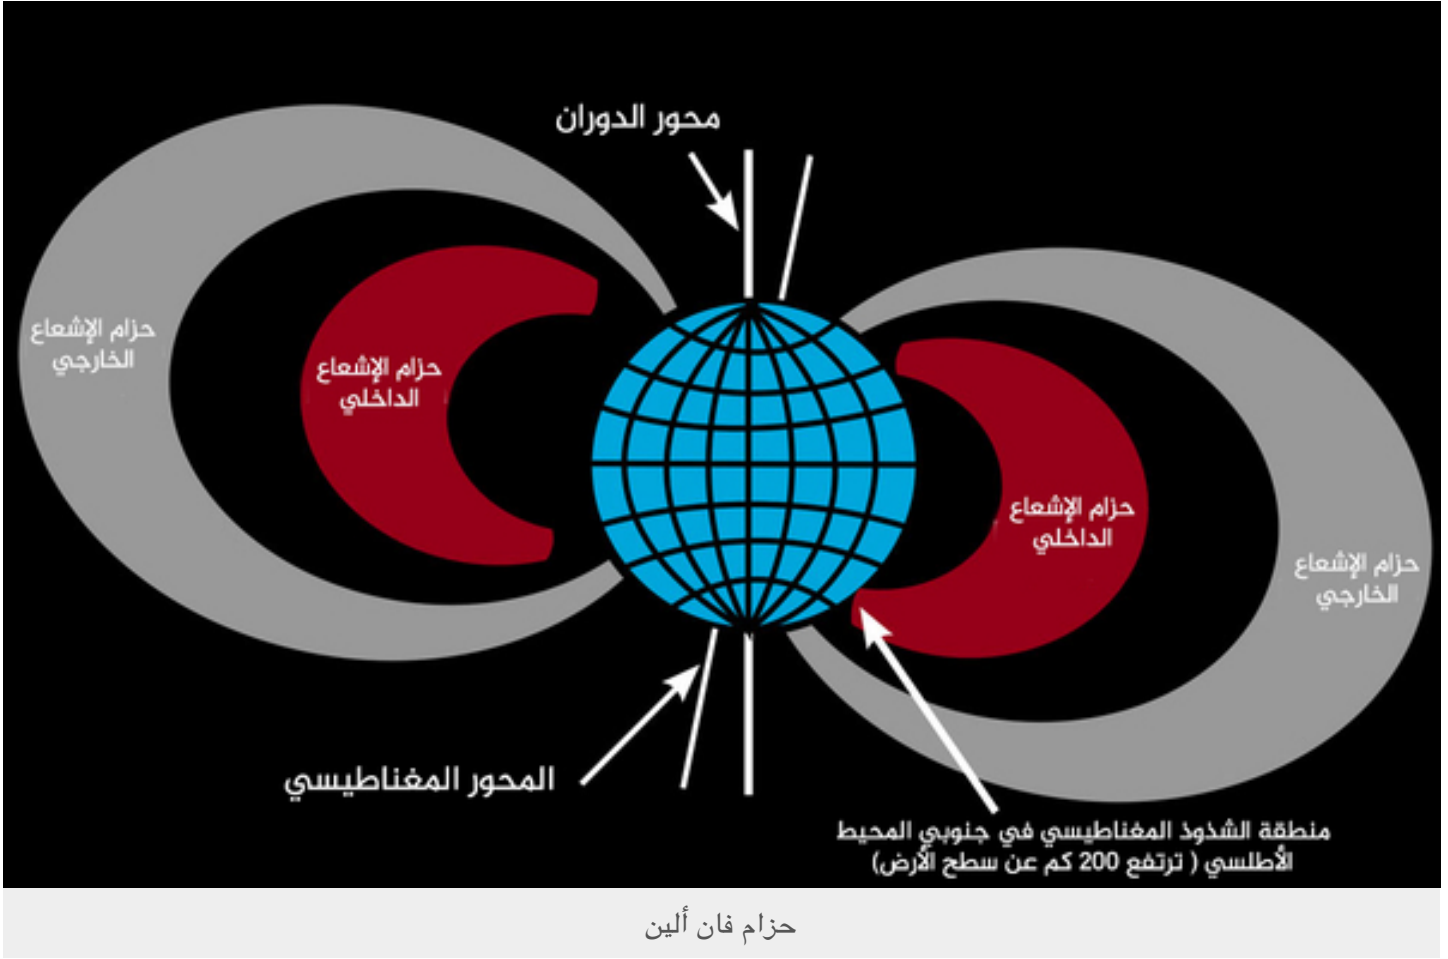 محور الدوران
حزام الإشعاع
الخارجي
حزام الإشعاع
الداخلي
حزام الإشعاع
الداخلي
حزام الإشعاع
الخارجي
المحور المغناطيسي
منطقة الشذوذ المغناطيسي في جنوبي المحيط
الأطلسي ( ترتفع 200 كم عن سطح الأرض)
حزام فان ألين